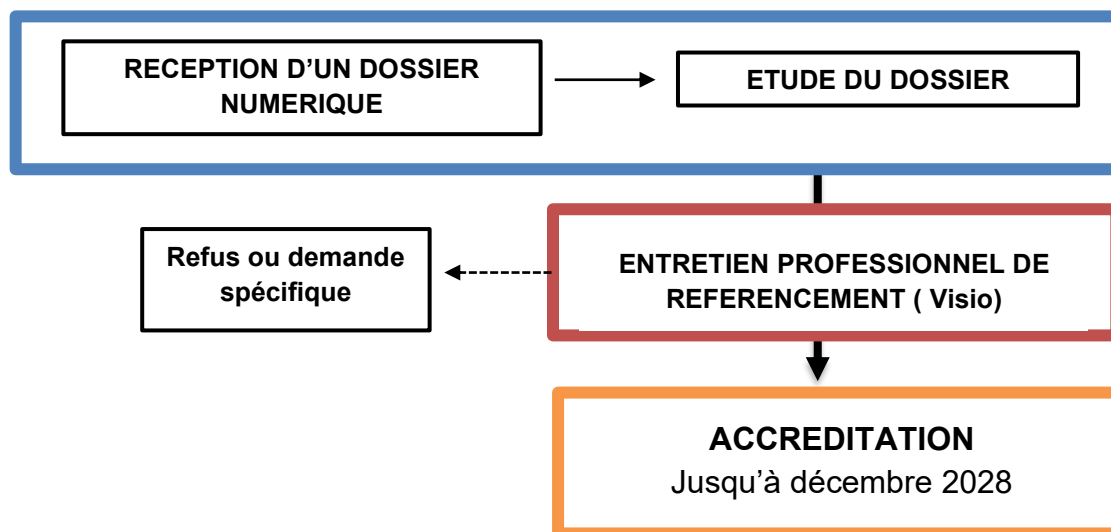 RECEPTION D’UN DOSSIER
NUMERIQUE
ETUDE DU DOSSIER
Refus ou demande
spécifique
ENTRETIEN PROFESSIONNEL DE
REFERENCEMENT ( Visio)
ACCREDITATION
Jusqu’à décembre 2028